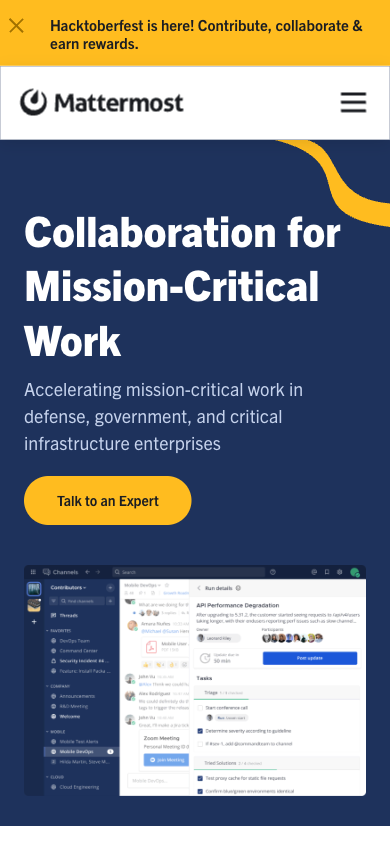 Hacktoberfest is here! Contribute, collaborate &
earn rewards.
Mattermost
Collaboration for
Mission-Critical
Work
Accelerating mission-critical work in
defense, government, and critical
infrastructure enterprises
Talk to an Expert
Channels
Search
Contributors
Threads
FAVORITES
DevOps Team
Command Center
COMPANY
Announcements
R&D Meeting
Welcome
MOBILE
Mobile Test Alerts
Mobile DevOps
CLOUD
Cloud Engineering
Mobile DevOps
Zoom Meeting
Join Meeting
Run details
API Performance Degradation
30 min
Post update
Tasks
Triage
Start conference call
Determine severity according to guideline
Tried Solutions
Test proxy cache for static file requests
Confirm blue/green environments identical